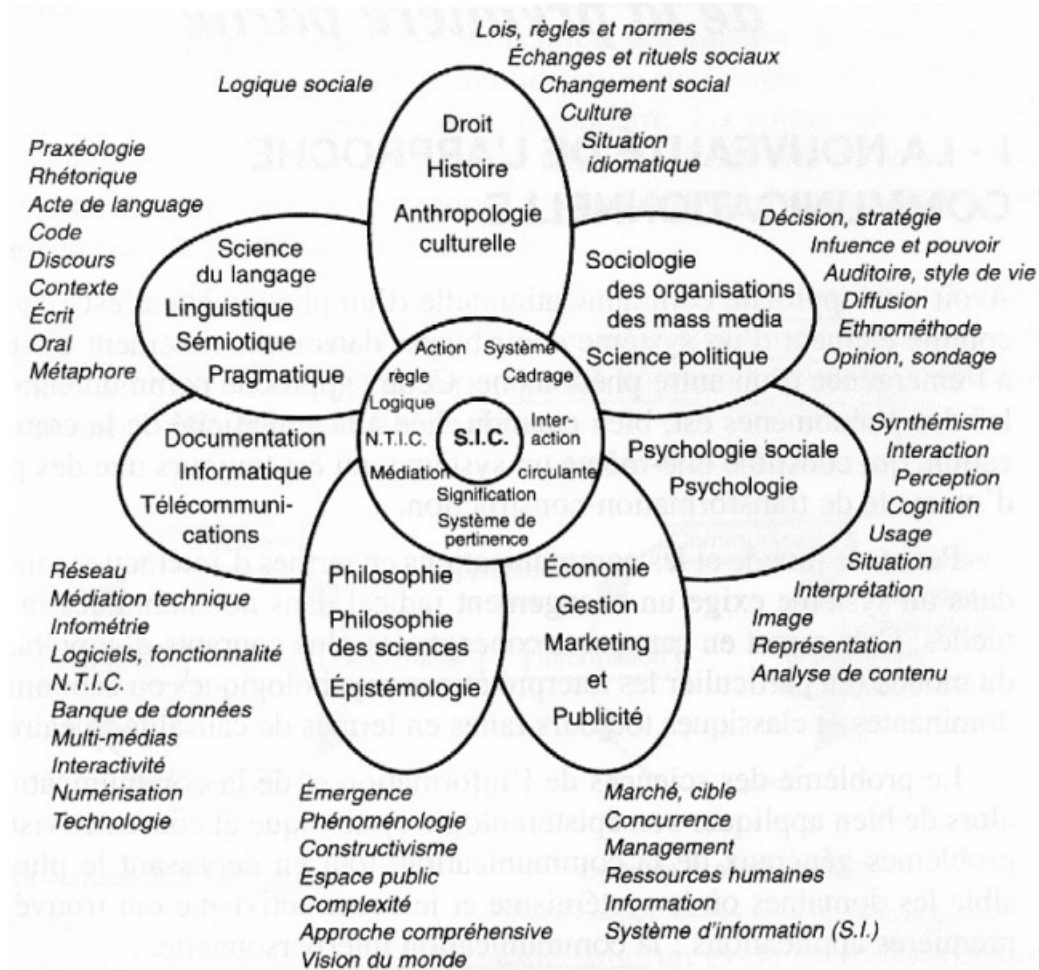 Lois, règles et normes
Échanges et rituels sociaux
Logique sociale
Changement social
Culture
Situation
idiomatique
Droit
Histoire
Anthropologie
culturelle
Praxéologie
Rhétorique
Acte de language
Code
Discours
Contexte
Écrit
Oral
Métaphore
Science
du langage
Linguistique
Sémiotique
Pragmatique
Sociologie
des organisations
des mass media
Science politique
Décision, stratégie
Infuence et pouvoir
Auditoire, style de vie
Diffusion
Ethnométhode
Opinion, sondage
Action
Système
règle
Cadrage
Logique
N.T.I.C.
S.I.C.
Inter-
action
Médiation
circulante
Signification
Système de
pertinence
Documentation
Informatique
Télécommuni-
cations
Psychologie sociale
Psychologie
Synthémisme
Interaction
Perception
Cognition
Usage
Situation
Interprétation
Image
Représentation
Analyse de contenu
Philosophie
Philosophie
des sciences
Épistémologie
Économie
Gestion
Marketing
et
Publicité
Réseau
Médiation technique
Infométrie
Logiciels, fonctionnalité
N.T.I.C.
Banque de données
Multi-médias
Interactivité
Numérisation
Technologie
Émergence
Phénoménologie
Constructivisme
Espace public
Complexité
Approche compréhensive
Vision du monde
Marché, cible
Concurrence
Management
Ressources humaines
Information
Système d'information (S.I.)